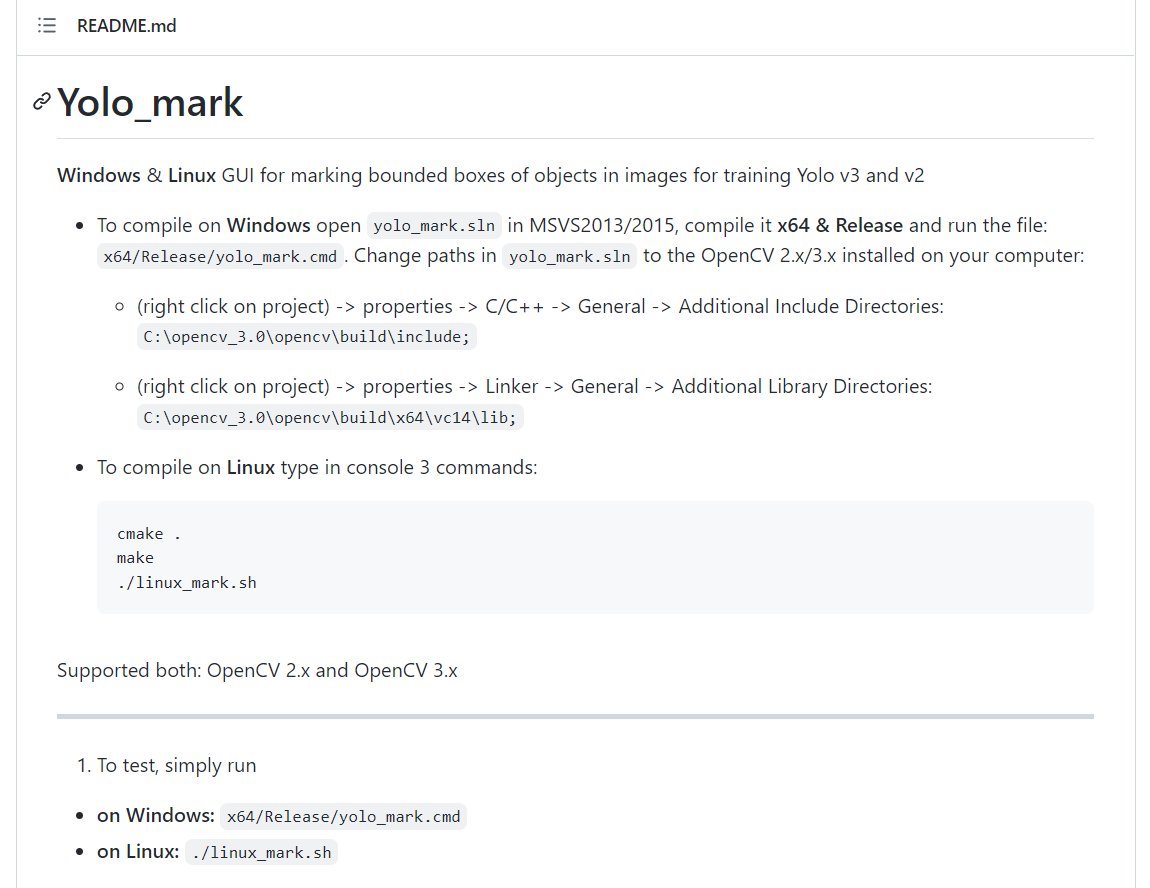 README.md
Yolo_mark
Windows & Linux GUI for marking bounded boxes of objects in images for training Yolo v3 and v2
• To compile on Windows open yolo_mark.sln in MSVS2013/2015, compile it x64 & Release and run the file:
x64/Release/yolo_mark.cmd. Change paths in yolo_mark.sln to the OpenCV 2.x/3.x installed on your computer:
◦ (right click on project) -> properties -> C/C++ -> General -> Additional Include Directories:
C:\opencv_3.0\opencv\build\include;
◦ (right click on project) -> properties -> Linker -> General -> Additional Library Directories:
C:\opencv_3.0\opencv\build\x64\vc14\lib;
• To compile on Linux type in console 3 commands:
cmake .
make
./linux_mark.sh
Supported both: OpenCV 2.x and OpenCV 3.x
1. To test, simply run
• on Windows: x64/Release/yolo_mark.cmd
• on Linux: ./linux_mark.sh